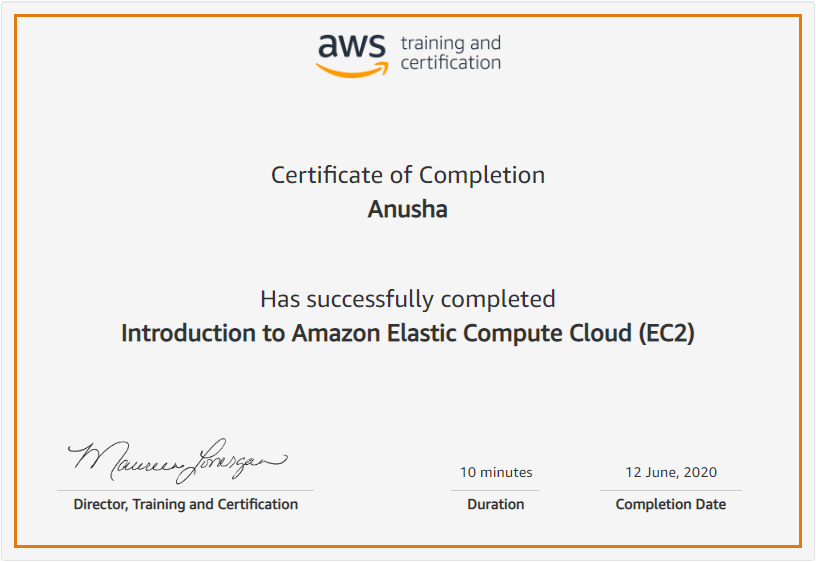 aws training and
certification
Certificate of Completion
Anusha
Has successfully completed
Introduction to Amazon Elastic Compute Cloud (EC2)
Maureen Lonergan
10 minutes
12 June, 2020
Director, Training and Certification
Duration
Completion Date